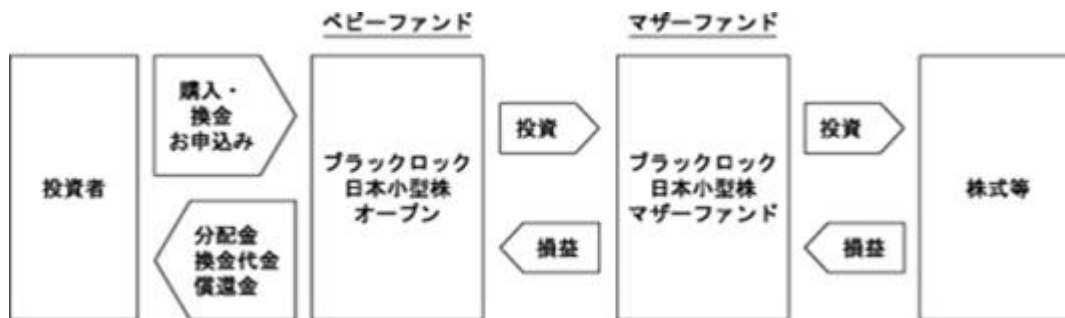 ベビーファンド
マザーファンド
投資者
購入・
換金
お申込み
分配金
換金代金
償還金
ブラックロック
日本小型株
オープン
投資
損益
ブラックロック
日本小型株
マザーファンド
投資
損益
株式等